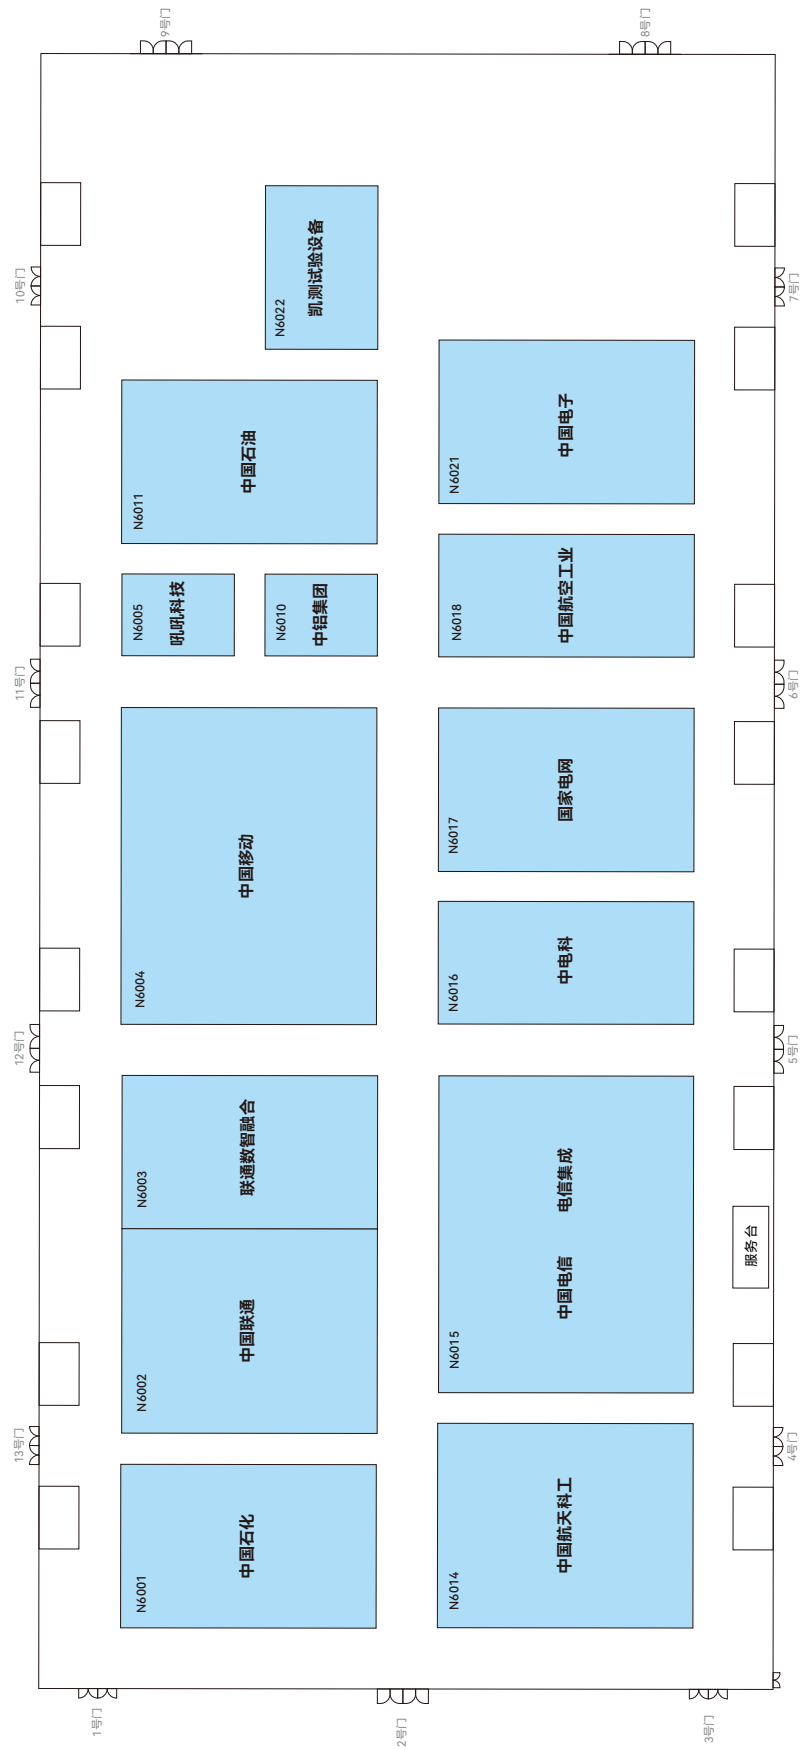 9号门
8号门
10号门
7号门
N6022
凯测试验设备
N6011
中国石油
N6021
中国电子
N6005
吼吼科技
N6010
中铝集团
N6018
中国航空工业
11号门
6号门
N6004
中国移动
N6017
国家电网
N6016
中电科
12号门
5号门
N6003
联通数智融合
N6002
中国联通
N6015
中国电信
电信集成
服务台
13号门
4号门
N6001
中国石化
N6014
中国航天科工
1号门
2号门
3号门